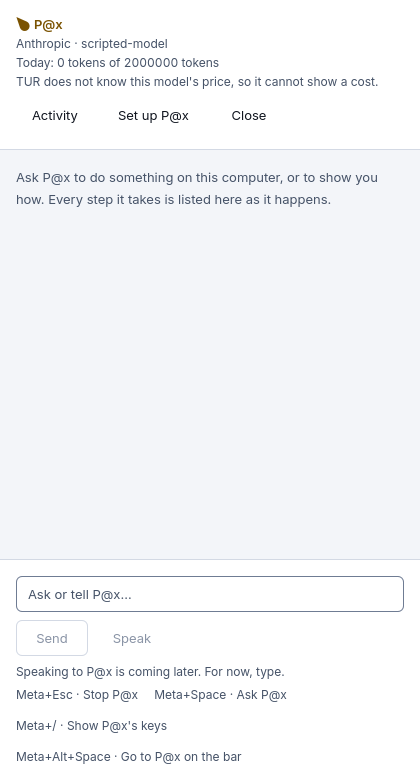 P@x
Anthropic · scripted-model
Today: 0 tokens of 2000000 tokens
TUR does not know this model's price, so it cannot show a cost.
Activity Set up P@x Close
Ask P@x to do something on this computer, or to show you
how. Every step it takes is listed here as it happens.
Ask or tell P@x...
Send Speak
Speaking to P@x is coming later. For now, type.
Meta+Esc · Stop P@x Meta+Space · Ask P@x
Meta+/ · Show P@x's keys
Meta+Alt+Space · Go to P@x on the bar